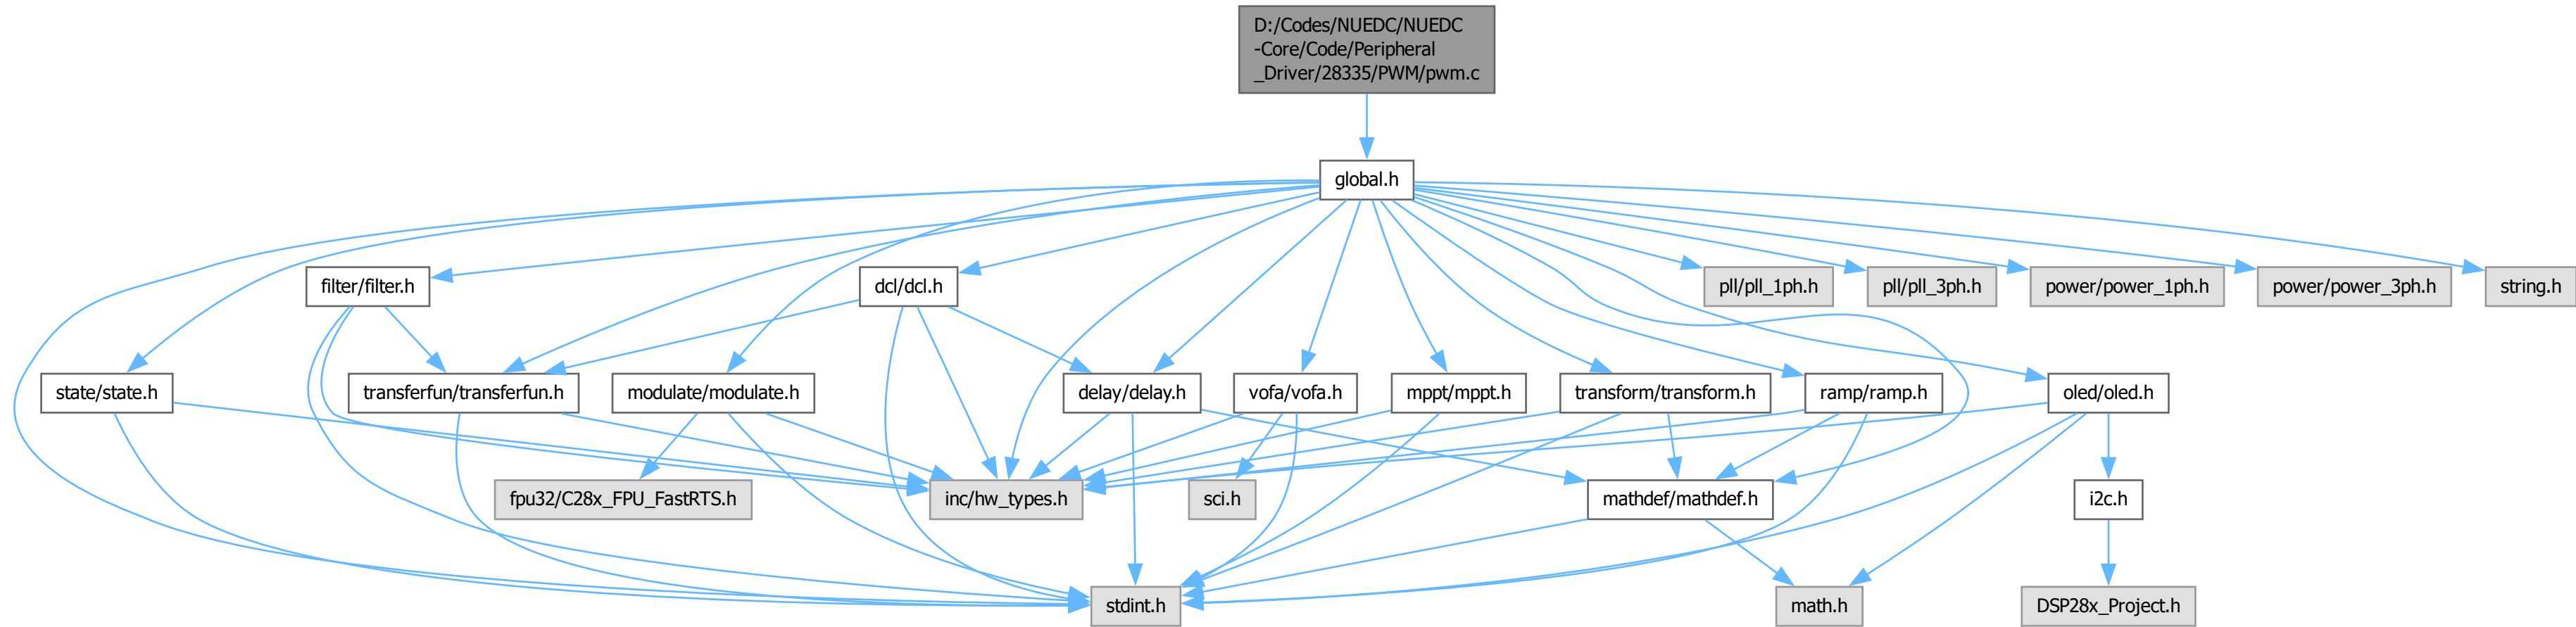 D:/Codes/NUEDC/NUEDC
-Core/Code/Peripheral
_Driver/28335/PWM/pwm.c
global.h
filter/filter.h
dcl/dcl.h
pll/pll_1ph.h
pll/pll_3ph.h
power/power_1ph.h
power/power_3ph.h
string.h
state/state.h
transferfun/transferfun.h
modulate/modulate.h
delay/delay.h
vofa/vofa.h
mppt/mppt.h
transform/transform.h
ramp/ramp.h
oled/oled.h
fpu32/C28x_FPU_FastRTS.h
inc/hw_types.h
sci.h
mathdef/mathdef.h
i2c.h
stdint.h
math.h
DSP28x_Project.h